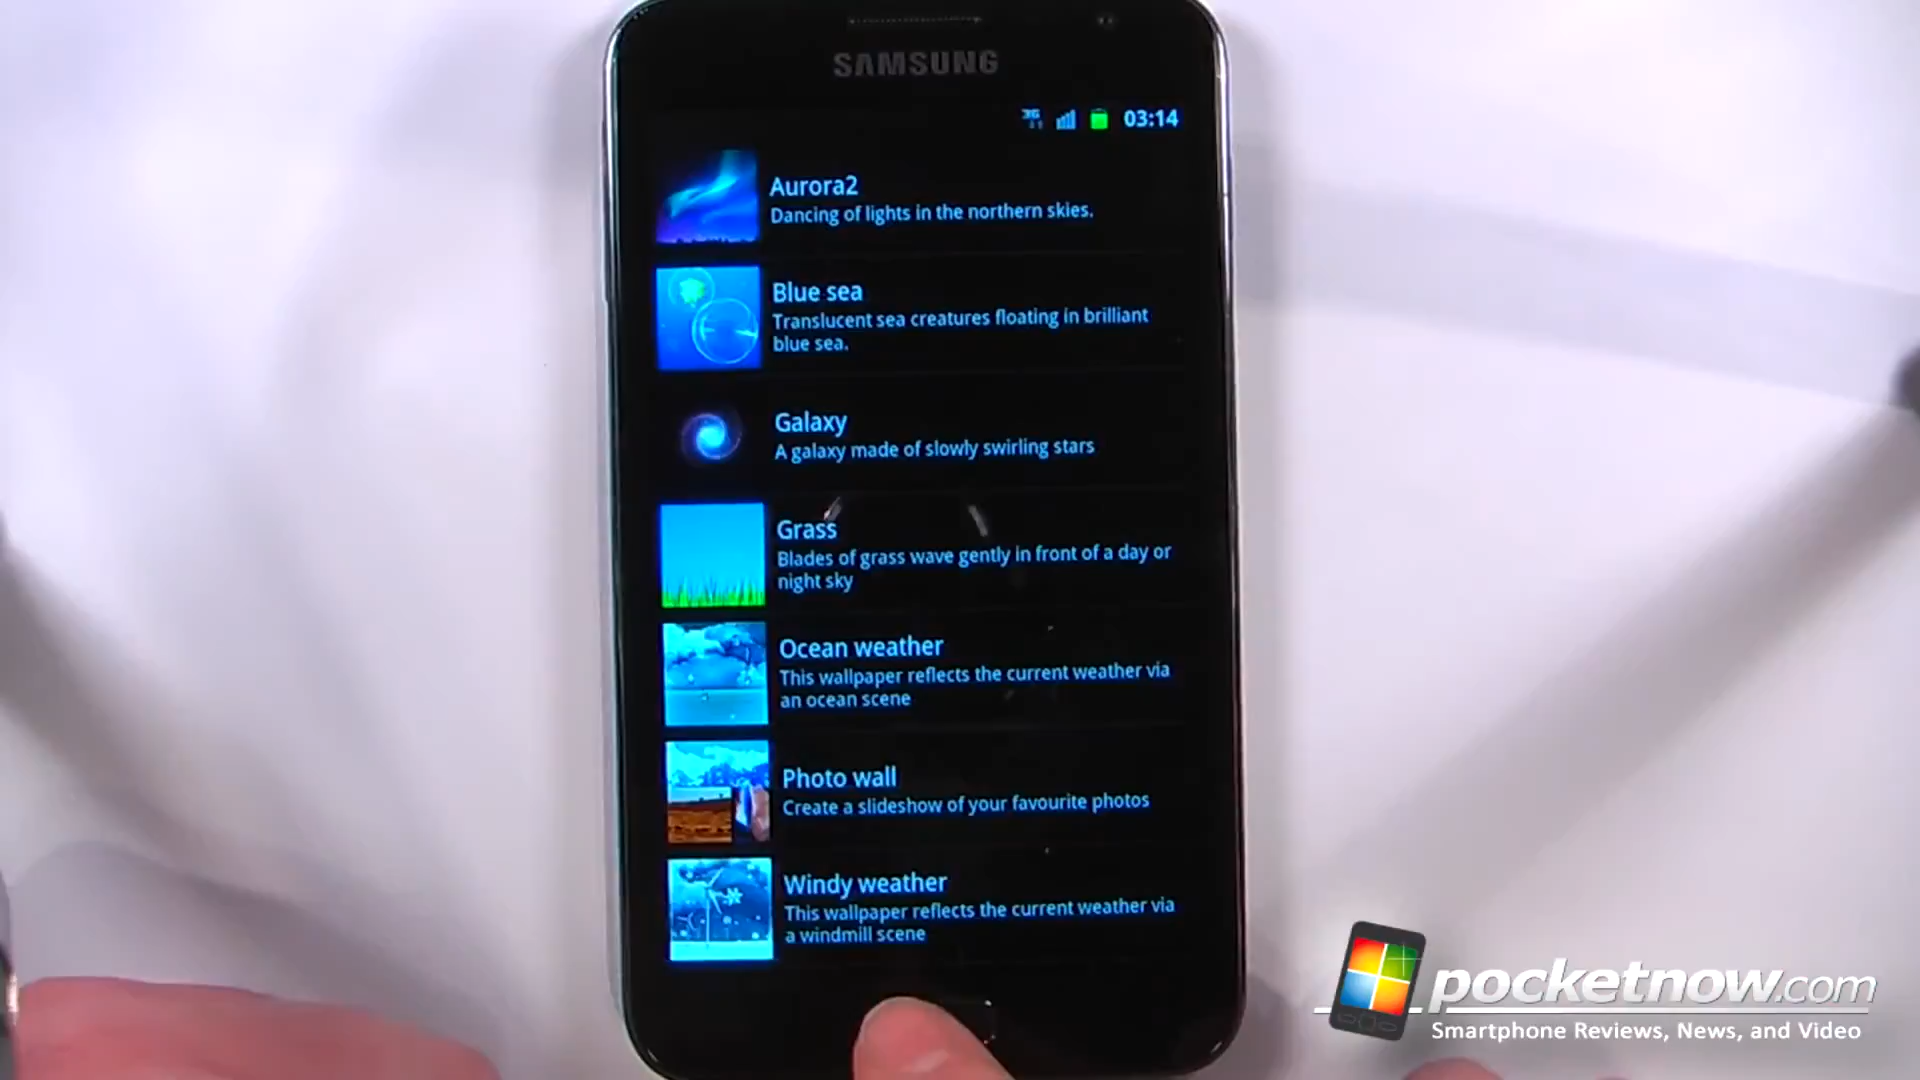 SAMSUNG
3G 03:14
Aurora2
Dancing of lights in the northern skies.
Blue sea
Translucent sea creatures floating in brilliant
blue sea.
Galaxy
A galaxy made of slowly swirling stars
Grass
Blades of grass wave gently in front of a day or
night sky
Ocean weather
This wallpaper reflects the current weather via
an ocean scene
Photo wall
Create a slideshow of your favourite photos
Windy weather
This wallpaper reflects the current weather via
a windmill scene
pocketnow.com
Smartphone Reviews, News, and Video